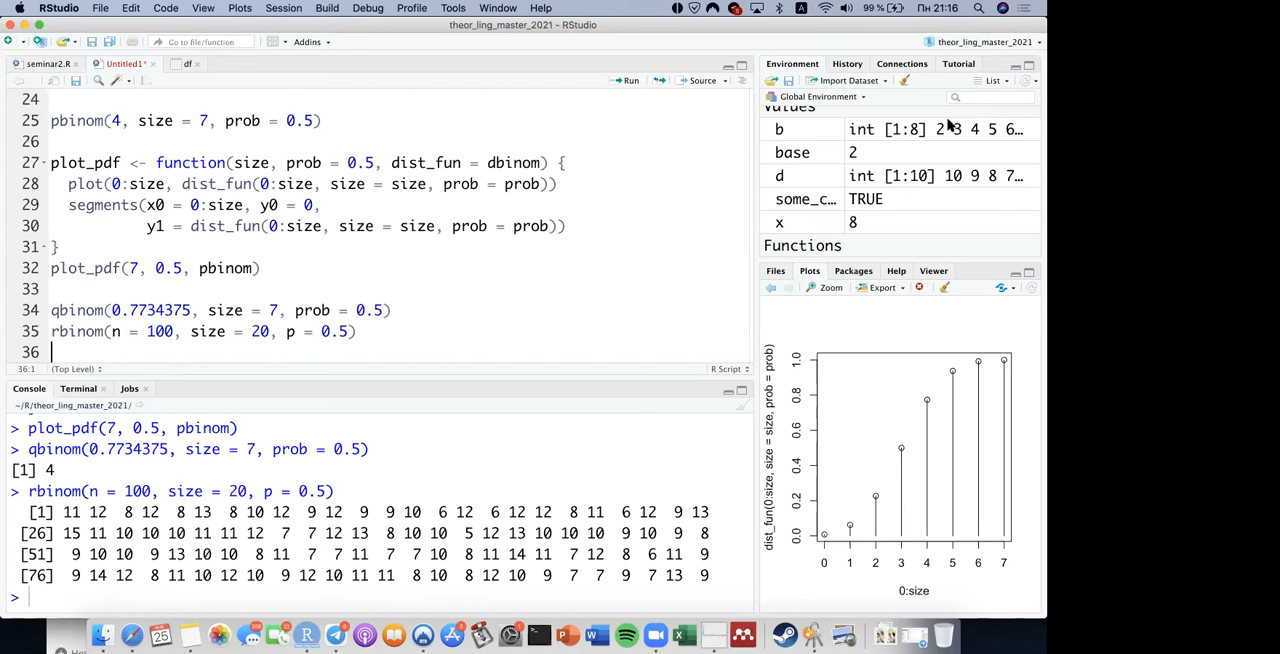 RStudio File Edit Code View Plots Session Build Debug Profile Tools Window Help 99 % Пн 21:16
theor_ling_master_2021 - RStudio
Go to file/function Addins theor_ling_master_2021
seminar2.R Untitled1* df
Run Source
24
25 pbinom(4, size = 7, prob = 0.5)
26
27 plot_pdf <- function(size, prob = 0.5, dist_fun = dbinom) {
28 plot(0:size, dist_fun(0:size, size = size, prob = prob))
29 segments(x0 = 0:size, y0 = 0,
30 y1 = dist_fun(0:size, size = size, prob = prob))
31 }
32 plot_pdf(7, 0.5, pbinom)
33
34 qbinom(0.7734375, size = 7, prob = 0.5)
35 rbinom(n = 100, size = 20, p = 0.5)
36
36:1 (Top Level) R Script
Console Terminal Jobs
~/R/theor_ling_master_2021/
> plot_pdf(7, 0.5, pbinom)
> qbinom(0.7734375, size = 7, prob = 0.5)
[1] 4
> rbinom(n = 100, size = 20, p = 0.5)
[1] 11 12 8 12 8 13 8 10 12 9 12 9 9 10 6 12 6 12 12 8 11 6 12 9 13
[26] 15 11 10 10 10 11 11 12 7 7 12 13 8 10 10 5 12 13 10 10 10 9 10 9 8
[51] 9 10 10 9 13 10 10 8 11 7 7 11 7 7 10 8 11 14 11 7 12 8 6 11 9
[76] 9 14 12 8 11 10 12 10 9 12 10 11 11 8 10 8 12 10 9 7 7 9 7 13 9
>
Environment History Connections Tutorial
Import Dataset List
Global Environment
Values
b int [1:8] 2 3 4 5 6…
base 2
d int [1:10] 10 9 8 7…
some_c… TRUE
x 8
Functions
Files Plots Packages Help Viewer
Zoom Export
dist_fun(0:size, size = size, prob = prob)
1.0
0.8
0.6
0.4
0.2
0.0
0 1 2 3 4 5 6 7
0:size